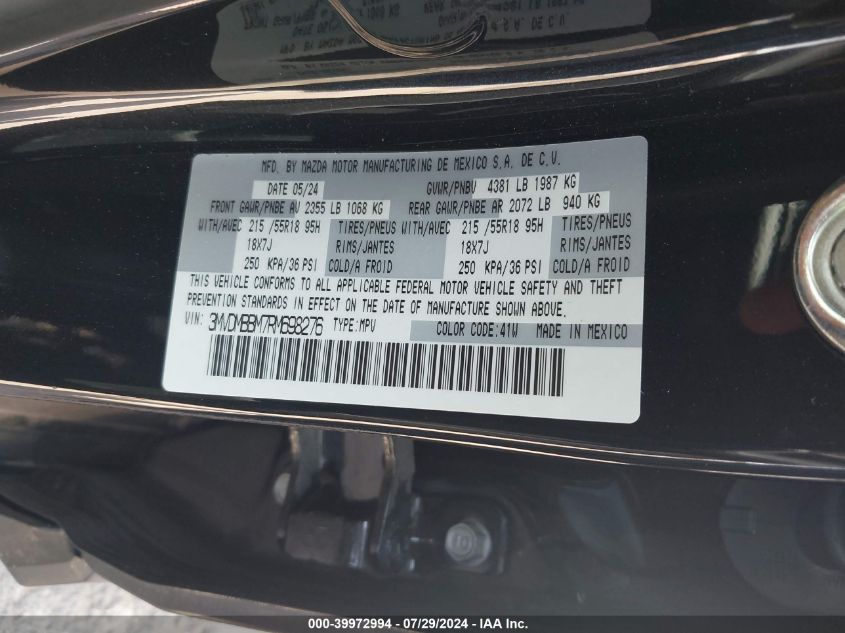 MFD. BY MAZDA MOTOR MANUFACTURING DE MEXICO S.A. DE C.V.
DATE 05/24 GVWR/PNBV 4381 LB 1987 KG
FRONT GAWR/PNBE AV 2355 LB 1068 KG REAR GAWR/PNBE AR 2072 LB 940 KG
WITH/AVEC 215 /55R18 95H TIRES/PNEUS WITH/AVEC 215 /55R18 95H TIRES/PNEUS
18X7J RIMS/JANTES 18X7J RIMS/JANTES
250 KPA/36 PSI COLD/A FROID 250 KPA/36 PSI COLD/A FROID
THIS VEHICLE CONFORMS TO ALL APPLICABLE FEDERAL MOTOR VEHICLE SAFETY AND THEFT
PREVENTION STANDARDS IN EFFECT ON THE DATE OF MANUFACTURE SHOWN ABOVE.
VIN: 3MVDMBBM7RM698276 TYPE:MPV COLOR CODE:41W MADE IN MEXICO
000-39972994 / 07/29/2024 - IAA Inc.